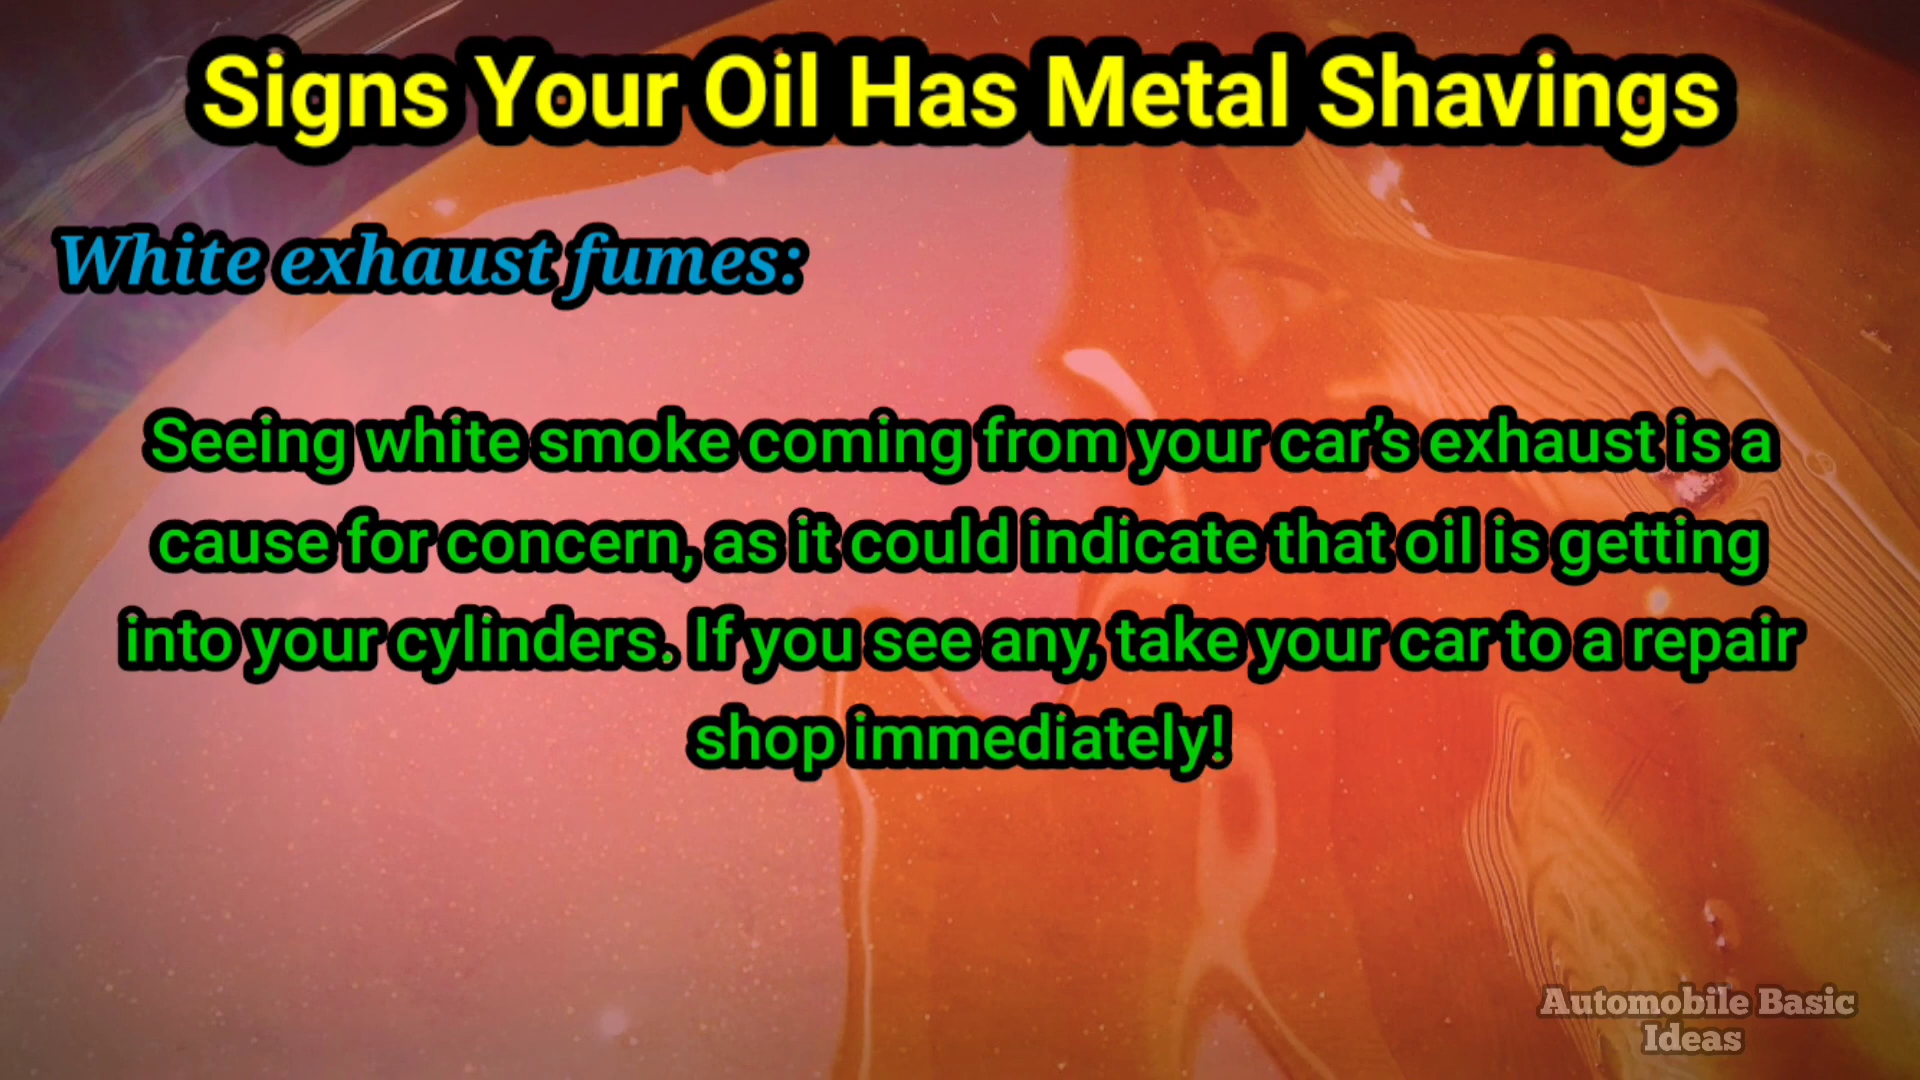 Signs Your Oil Has Metal Shavings
White exhaust fumes:
Seeing white smoke coming from your car’s exhaust is a
cause for concern, as it could indicate that oil is getting
into your cylinders. If you see any, take your car to a repair
shop immediately!
Automobile Basic
Ideas